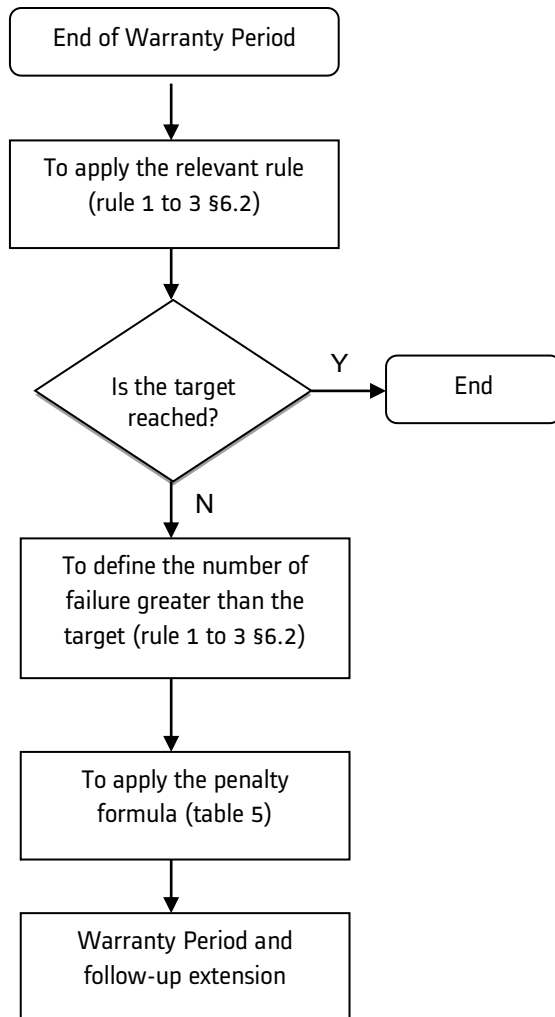 End of Warranty Period
To apply the relevant rule
(rule 1 to 3 §6.2)
Is the target
reached?
Y
End
N
To define the number of
failure greater than the
target (rule 1 to 3 §6.2)
To apply the penalty
formula (table 5)
Warranty Period and
follow-up extension